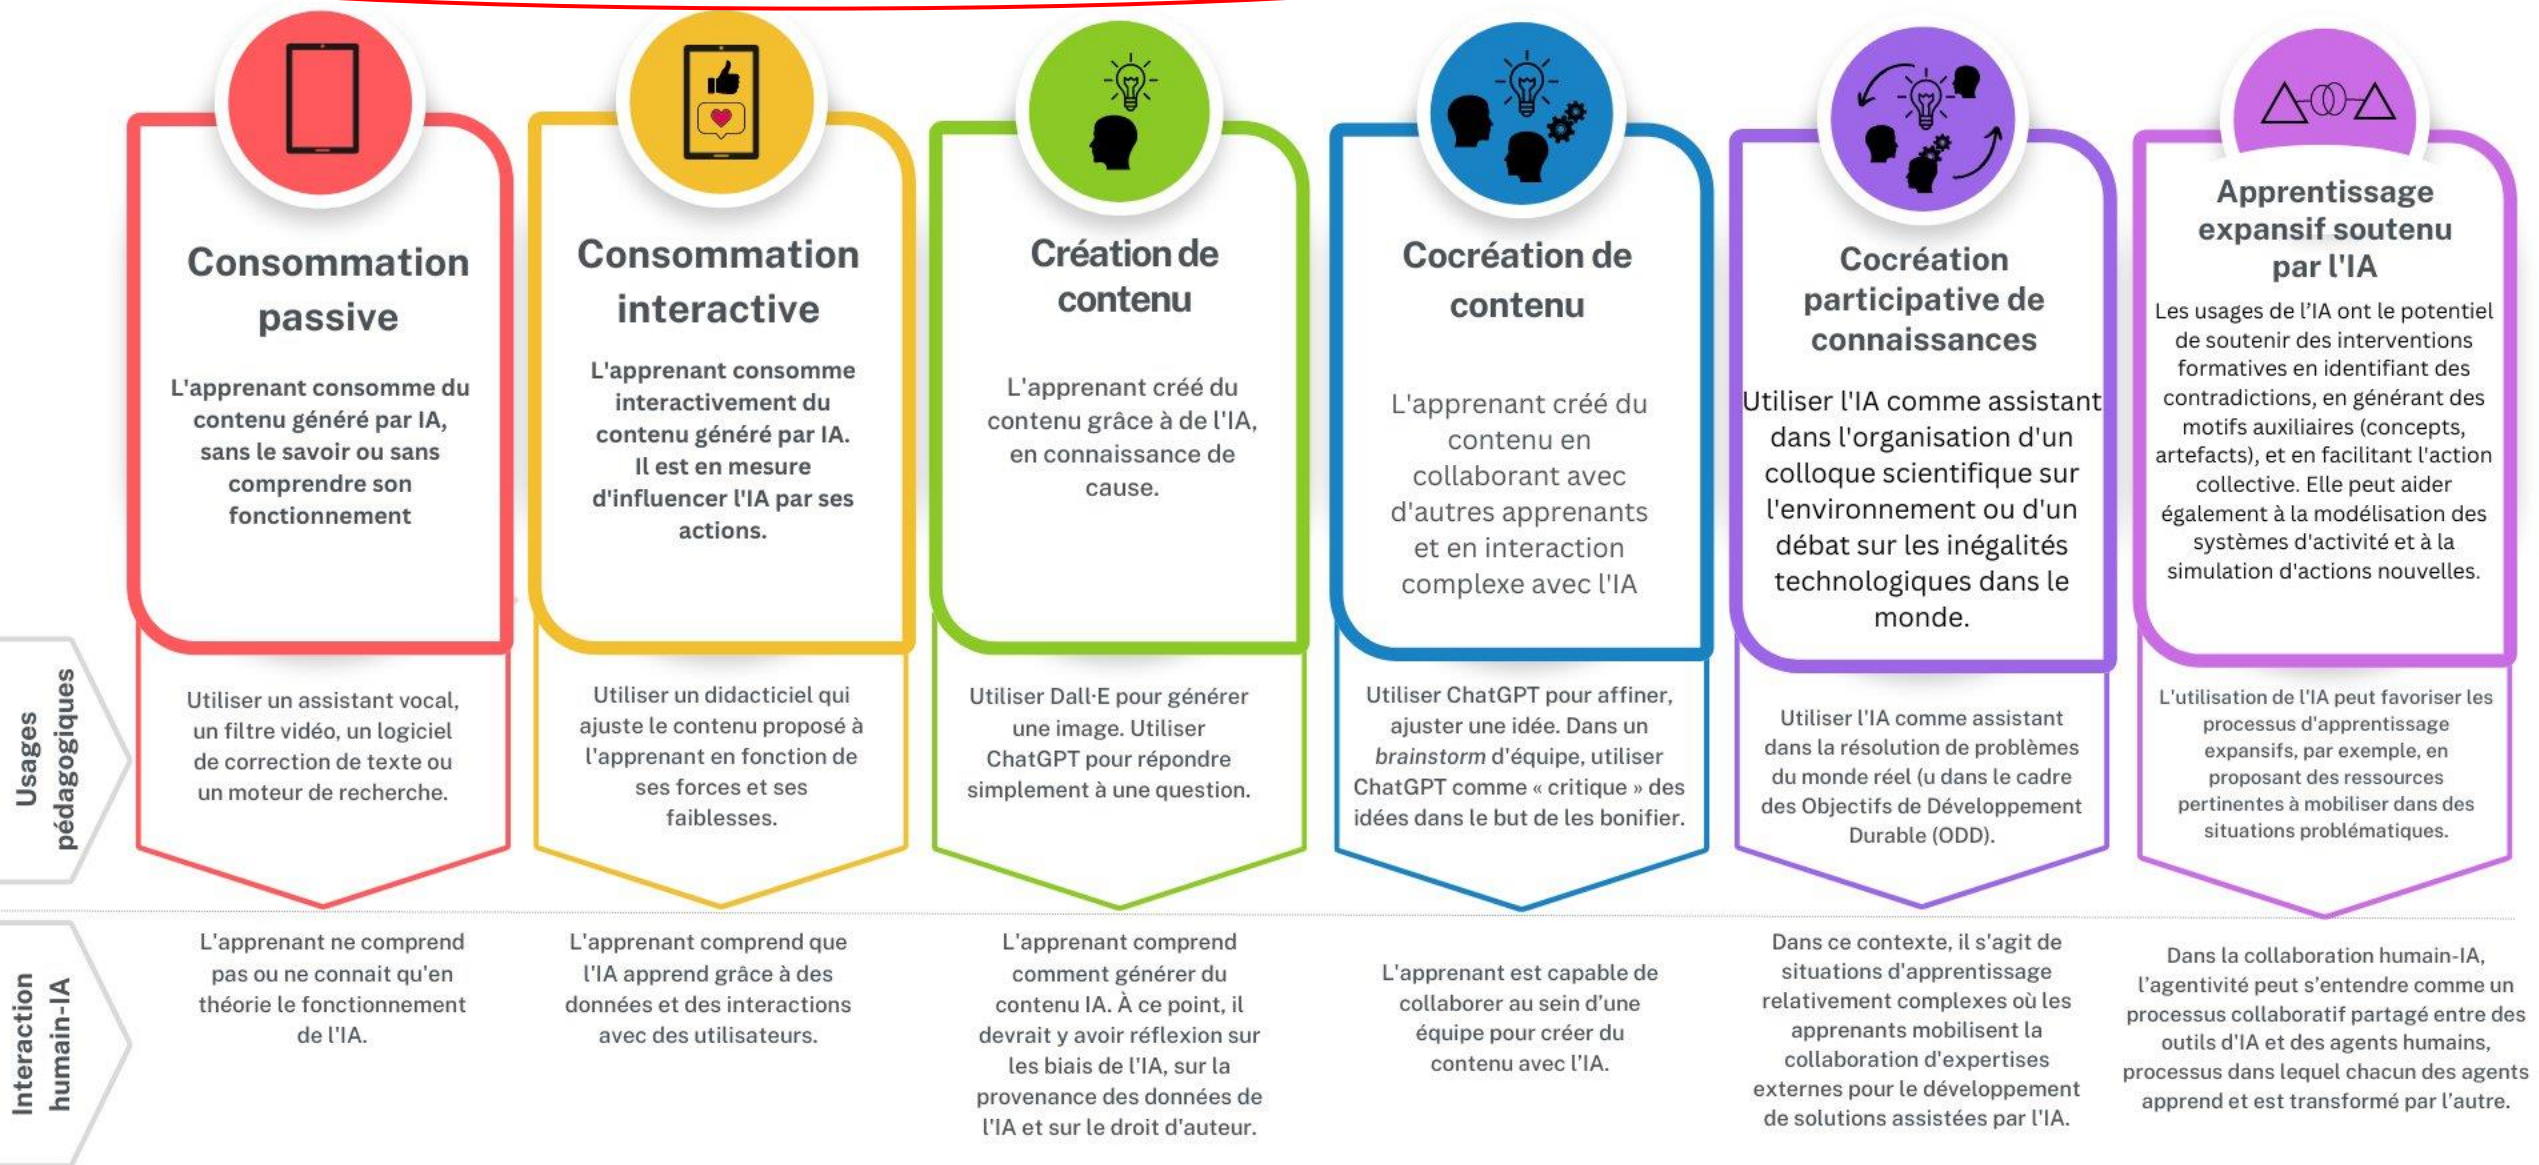 Consommation
passive
L'apprenant consomme du
contenu généré par IA,
sans le savoir ou sans
comprendre son
fonctionnement
Consommation
interactive
L'apprenant consomme
interactivement du
contenu généré par IA.
Il est en mesure
d'influencer l'IA par ses
actions.
Création de
contenu
L'apprenant créé du
contenu grâce à de l'IA,
en connaissance de
cause.
Cocréation de
contenu
L'apprenant créé du
contenu en
collaborant avec
d'autres apprenants
et en interaction
complexe avec l'IA
Cocréation
participative de
connaissances
Utiliser l'IA comme assistant
dans l'organisation d'un
colloque scientifique sur
l'environnement ou d'un
débat sur les inégalités
technologiques dans le
monde.
Apprentissage
expansif soutenu
par l'IA
Les usages de l'IA ont le potentiel
de soutenir des interventions
formatives en identifiant des
contradictions, en générant des
motifs auxiliaires (concepts,
artefacts), et en facilitant l'action
collective. Elle peut aider
également à la modélisation des
systèmes d'activité et à la
simulation d'actions nouvelles.
Usages
pédagogiques
Utiliser un assistant vocal,
un filtre vidéo, un logiciel
de correction de texte ou
un moteur de recherche.
Utiliser un didacticiel qui
ajuste le contenu proposé à
l'apprenant en fonction de
ses forces et ses
faiblesses.
Utiliser Dall·E pour générer
une image. Utiliser
ChatGPT pour répondre
simplement à une question.
Utiliser ChatGPT pour affiner,
ajuster une idée. Dans un
brainstorm d'équipe, utiliser
ChatGPT comme « critique » des
idées dans le but de les bonifier.
Utiliser l'IA comme assistant
dans la résolution de problèmes
du monde réel (u dans le cadre
des Objectifs de Développement
Durable (ODD).
L'utilisation de l'IA peut favoriser les
processus d'apprentissage
expansifs, par exemple, en
proposant des ressources
pertinentes à mobiliser dans des
situations problématiques.
Interaction
humain-IA
L'apprenant ne comprend
pas ou ne connait qu'en
théorie le fonctionnement
de l'IA.
L'apprenant comprend que
l'IA apprend grâce à des
données et des interactions
avec des utilisateurs.
L'apprenant comprend
comment générer du
contenu IA. À ce point, il
devrait y avoir réflexion sur
les biais de l'IA, sur la
provenance des données de
l'IA et sur le droit d'auteur.
L'apprenant est capable de
collaborer au sein d'une
équipe pour créer du
contenu avec l'IA.
Dans ce contexte, il s'agit de
situations d'apprentissage
relativement complexes où les
apprenants mobilisent la
collaboration d'expertises
externes pour le développement
de solutions assistées par l'IA.
Dans la collaboration humain-IA,
l'agentivité peut s'entendre comme un
processus collaboratif partagé entre des
outils d'IA et des agents humains,
processus dans lequel chacun des agents
apprend et est transformé par l'autre.